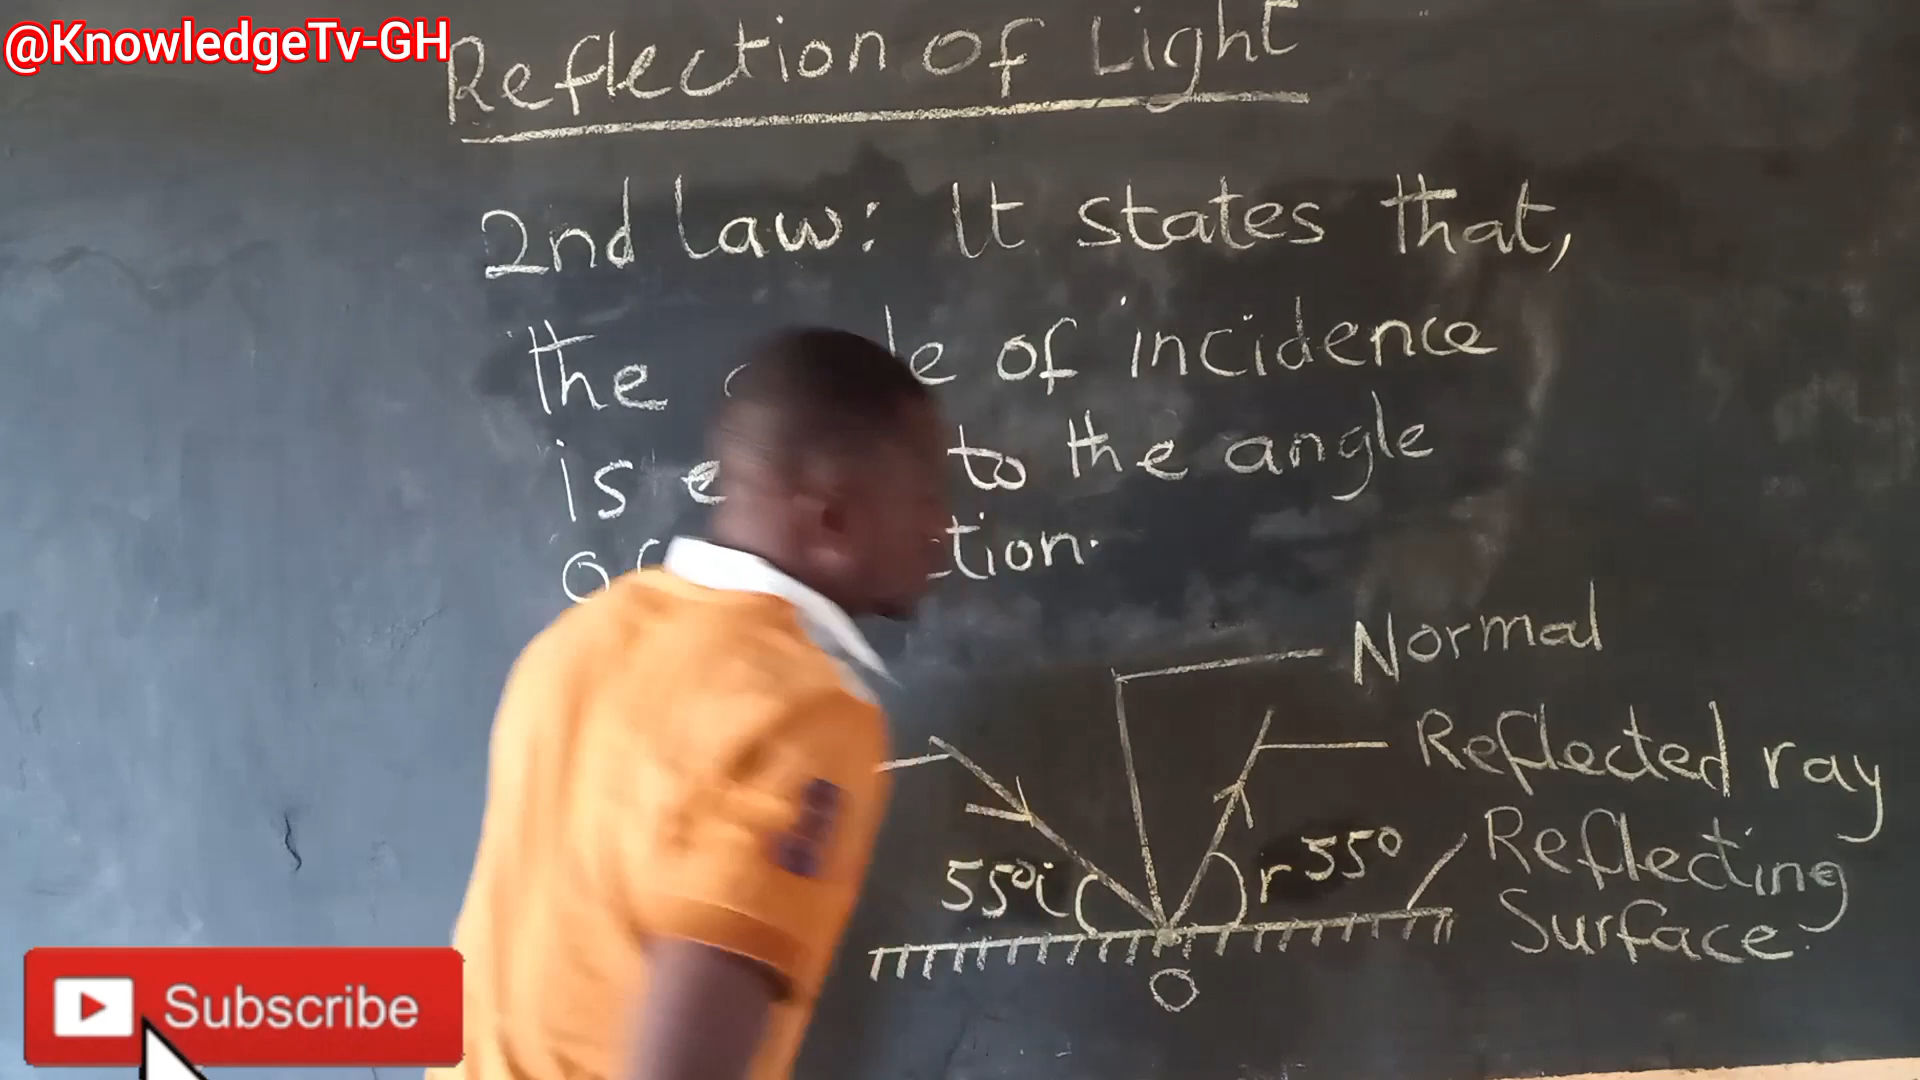 @KnowledgeTv-GH
Reflection of Light
2nd law: It states that,
the of incidence
is to the angle
Normal
Reflected ray
55° i
r 55°
Reflecting
Surface.
O
Subscribe